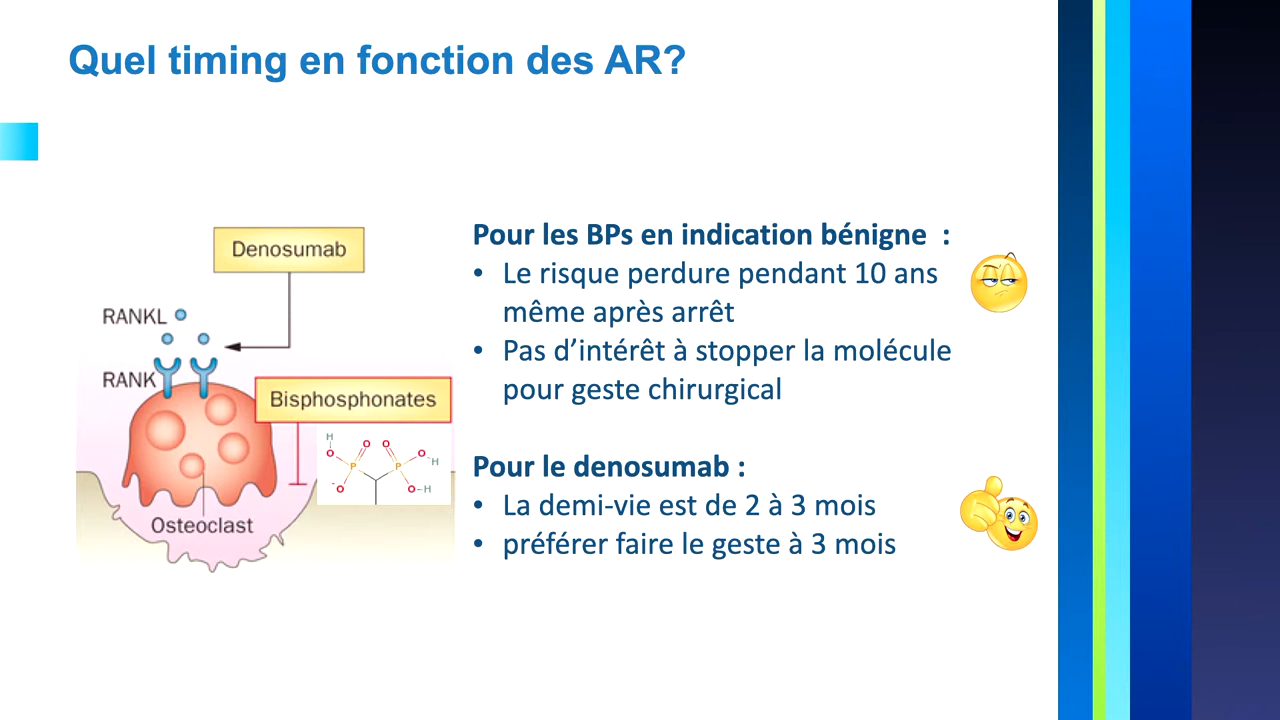 Quel timing en fonction des AR?
Denosumab
RANKL
RANK
Bisphosphonates
H
O
O
O
O
H
P
P
-O
O-H
Osteoclast
Pour les BPs en indication bénigne :
• Le risque perdure pendant 10 ans
même après arrêt
• Pas d’intérêt à stopper la molécule
pour geste chirurgical
Pour le denosumab :
• La demi-vie est de 2 à 3 mois
• préférer faire le geste à 3 mois